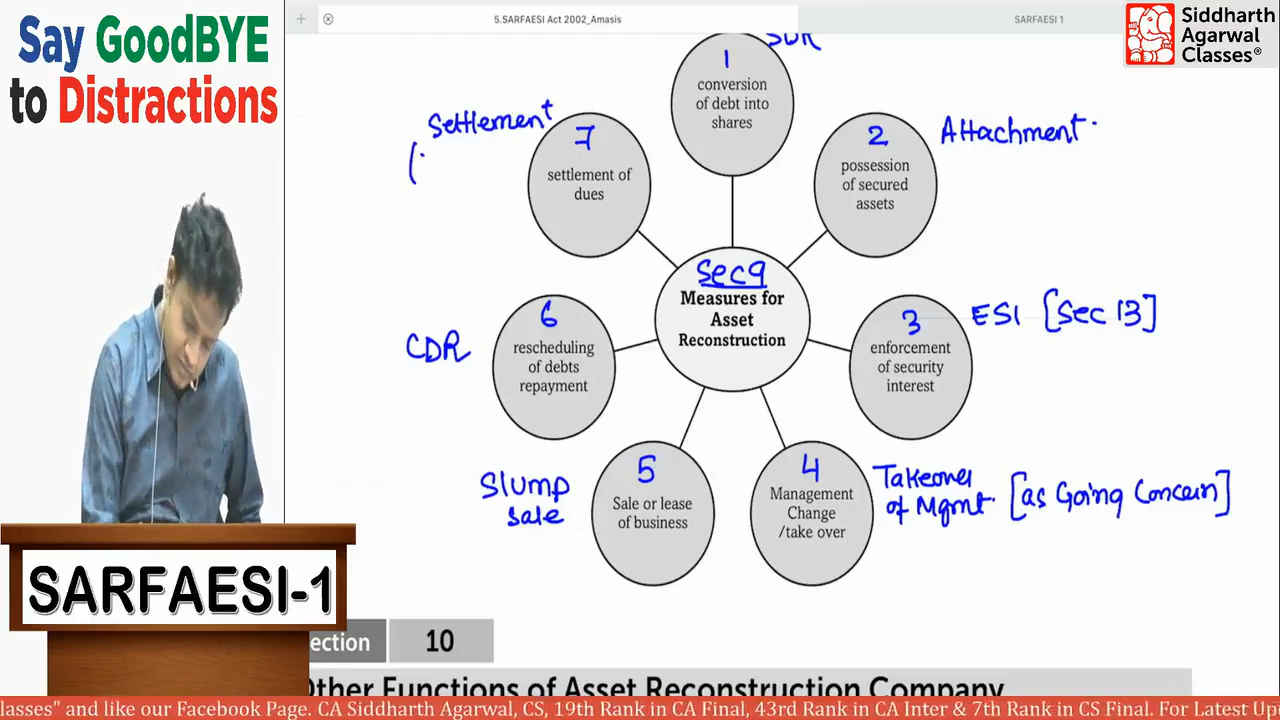 Say GoodBYE
to Distractions
5.SARFAESI Act 2002_Amasis
SARFAESI 1
Siddharth
Agarwal
Classes®
SDR
1
conversion
of debt into
shares
Settlement
7
settlement of
dues
2
possession
of secured
assets
Attachment
Sec 9
Measures for
Asset
Reconstruction
CDR
6
rescheduling
of debts
repayment
3
enforcement
of security
interest
ESI [Sec 13]
Slump
Sale
5
Sale or lease
of business
4
Management
Change
/take over
Takeover
of Mgmt. [as Going Concern]
SARFAESI-1
ection 10
Other Functions of Asset Reconstruction Company
lasses" and like our Facebook Page. CA Siddharth Agarwal, CS, 19th Rank in CA Final, 43rd Rank in CA Inter & 7th Rank in CS Final. For Latest Up